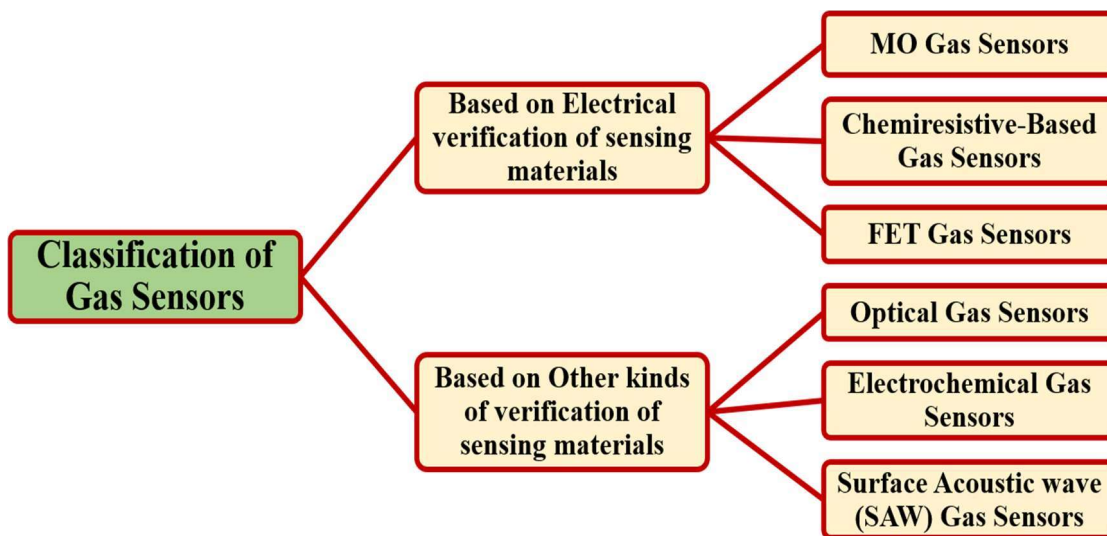 Classification of
Gas Sensors
Based on Electrical
verification of sensing
materials
MO Gas Sensors
Chemiresistive-Based
Gas Sensors
FET Gas Sensors
Based on Other kinds
of verification of
sensing materials
Optical Gas Sensors
Electrochemical Gas
Sensors
Surface Acoustic wave
(SAW) Gas Sensors